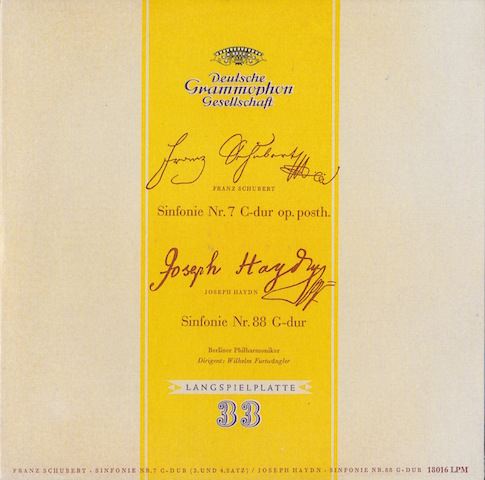 Deutsche
Grammophon
Gesellschaft
Franz Schubert
FRANZ SCHUBERT
Sinfonie Nr. 7 C-dur op. posth.
Joseph Haydn
JOSEPH HAYDN
Sinfonie Nr. 88 G-dur
Berliner Philharmoniker
Dirigent: Wilhelm Furtwängler
LANGSPIELPLATTE
33
FRANZ SCHUBERT · SINFONIE NR. 7 C-DUR (3. UND 4. SATZ) / JOSEPH HAYDN · SINFONIE NR. 88 G-DUR 18016 LPM